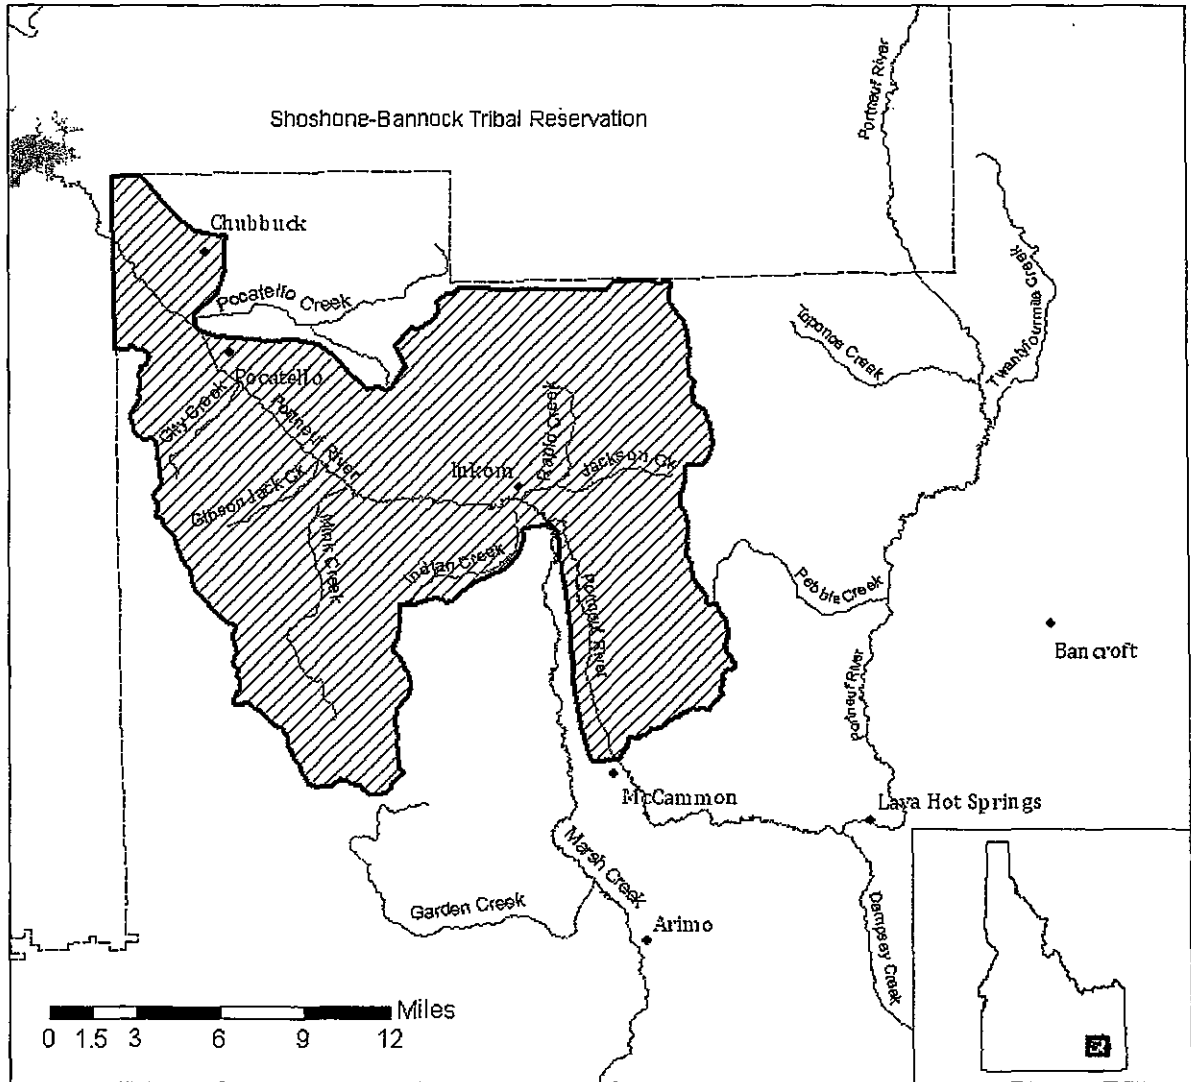 Shoshone-Bannock Tribal Reservation
Portneuf River
Chubbuck
Pocatello Creek
Twentyfourmile Creek
Toponce Creek
Pocatello
City Creek
Portneuf River
Rapid Creek
Inkom
Jackson Ck
Gibson Jack Ck
Mink Creek
Indian Creek
Portneuf River
Pebble Creek
Bancroft
Portneuf River
McCammon
Lava Hot Springs
Marsh Creek
Garden Creek
Arimo
Dempsey Creek
Miles
0 1.5 3 6 9 12